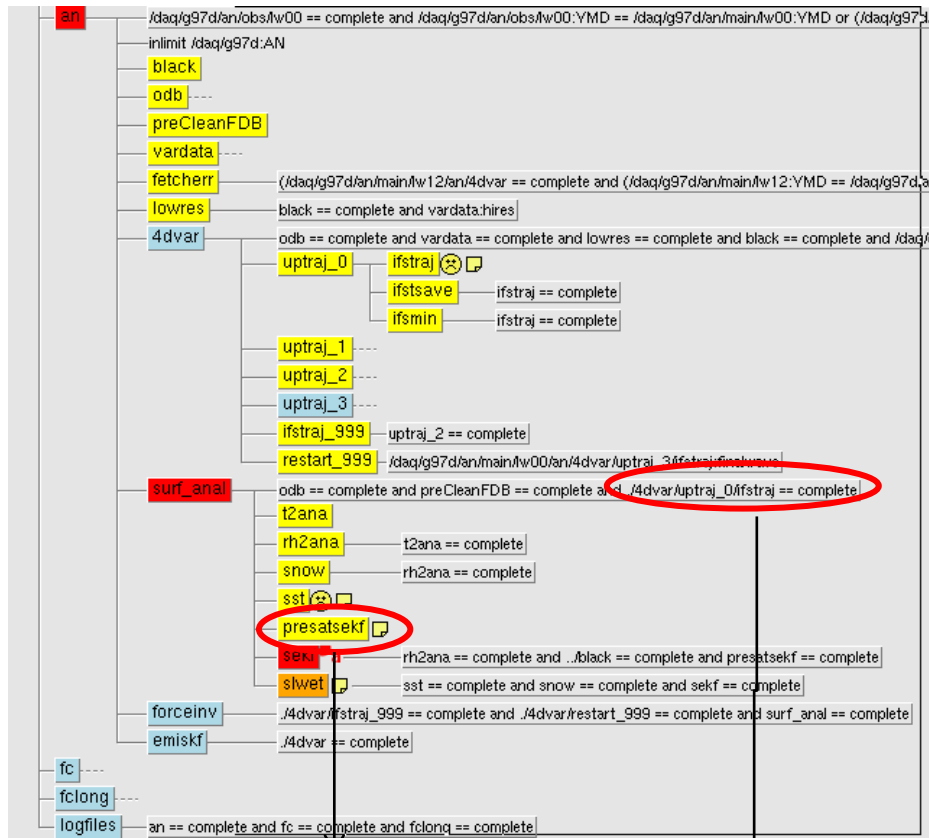 an /daq/g97d/an/obs/lw00 == complete and /daq/g97d/an/obs/lw00:YMD == /daq/g97d/an/main/lw00:YMD or (/daq/g97d/
inlimit /daq/g97d:AN
black
odb
preCleanFDB
vardata
fetcherr (/daq/g97d/an/main/lw12/an/4dvar == complete and (/daq/g97d/an/main/lw12:YMD == /daq/g97d/a
lowres black == complete and vardata:hires
4dvar odb == complete and vardata == complete and lowres == complete and black == complete and /daq/
uptraj_0 ifstraj
ifstsave ifstraj == complete
ifsmin ifstraj == complete
uptraj_1
uptraj_2
uptraj_3
ifstraj_999 uptraj_2 == complete
restart_999 /daq/g97d/an/main/lw00/an/4dvar/uptraj_3/ifstraj:finalwave
surf_anal odb == complete and preCleanFDB == complete and ./4dvar/uptraj_0/ifstraj == complete
t2ana
rh2ana t2ana == complete
snow rh2ana == complete
sst
presatsekf
sekf rh2ana == complete and ../black == complete and presatsekf == complete
slwet sst == complete and snow == complete and sekf == complete
forceinv ./4dvar/ifstraj_999 == complete and ./4dvar/restart_999 == complete and surf_anal == complete
emiskf ./4dvar == complete
fc
fclong
logfiles an == complete and fc == complete and fclong == complete